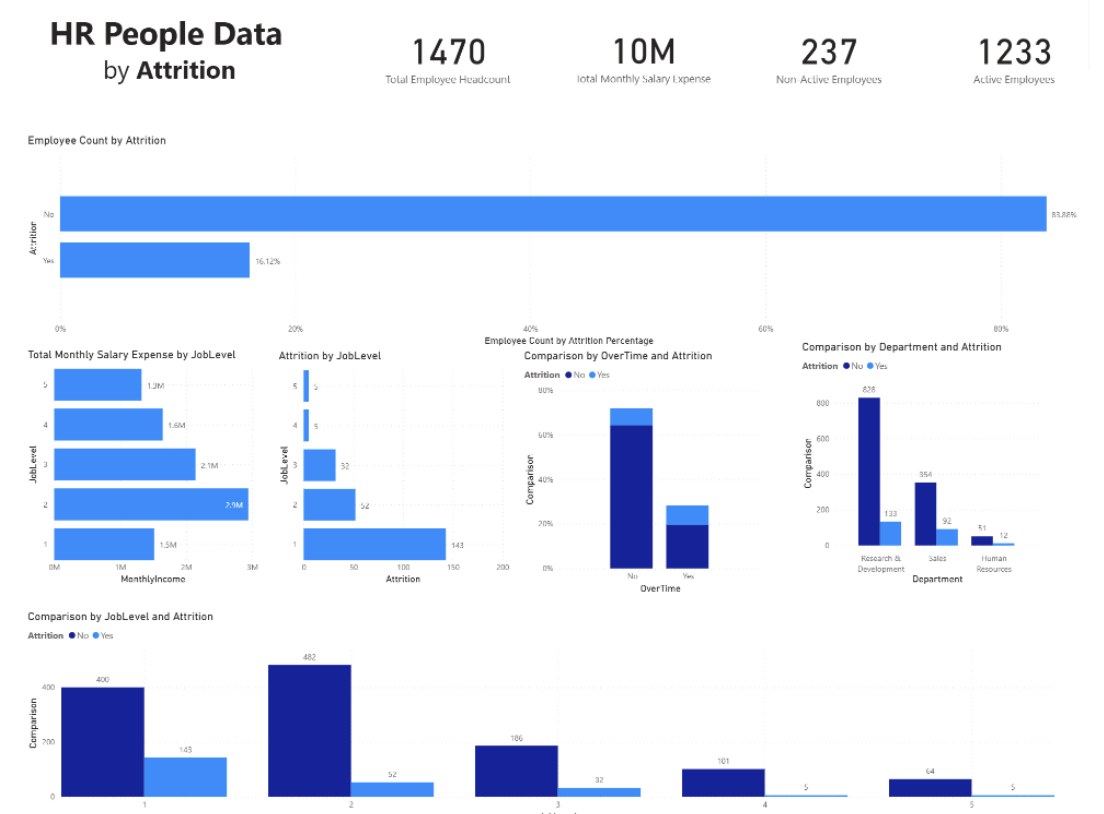 HR People Data
by Attrition
1470
Total Employee Headcount
10M
Total Monthly Salary Expense
237
Non-Active Employees
1233
Active Employees
Employee Count by Attrition
Attrition
No
83.88%
Yes
16.12%
0%
20%
40%
60%
80%
Employee Count by Attrition Percentage
Total Monthly Salary Expense by JobLevel
JobLevel
5
1.3M
4
1.6M
3
2.1M
2
2.9M
1
1.5M
0M
1M
2M
3M
MonthlyIncome
Attrition by JobLevel
JobLevel
5
5
4
5
3
32
2
52
1
143
0
50
100
150
200
Attrition
Comparison by OverTime and Attrition
Attrition No Yes
Comparison
80%
60%
40%
20%
0%
No
Yes
OverTime
Comparison by Department and Attrition
Attrition No Yes
Comparison
800
600
400
200
0
828
133
354
92
51
12
Research &
Development
Sales
Human
Resources
Department
Comparison by JobLevel and Attrition
Attrition No Yes
Comparison
400
200
0
400
143
482
52
186
32
101
5
64
5
1
2
3
4
5